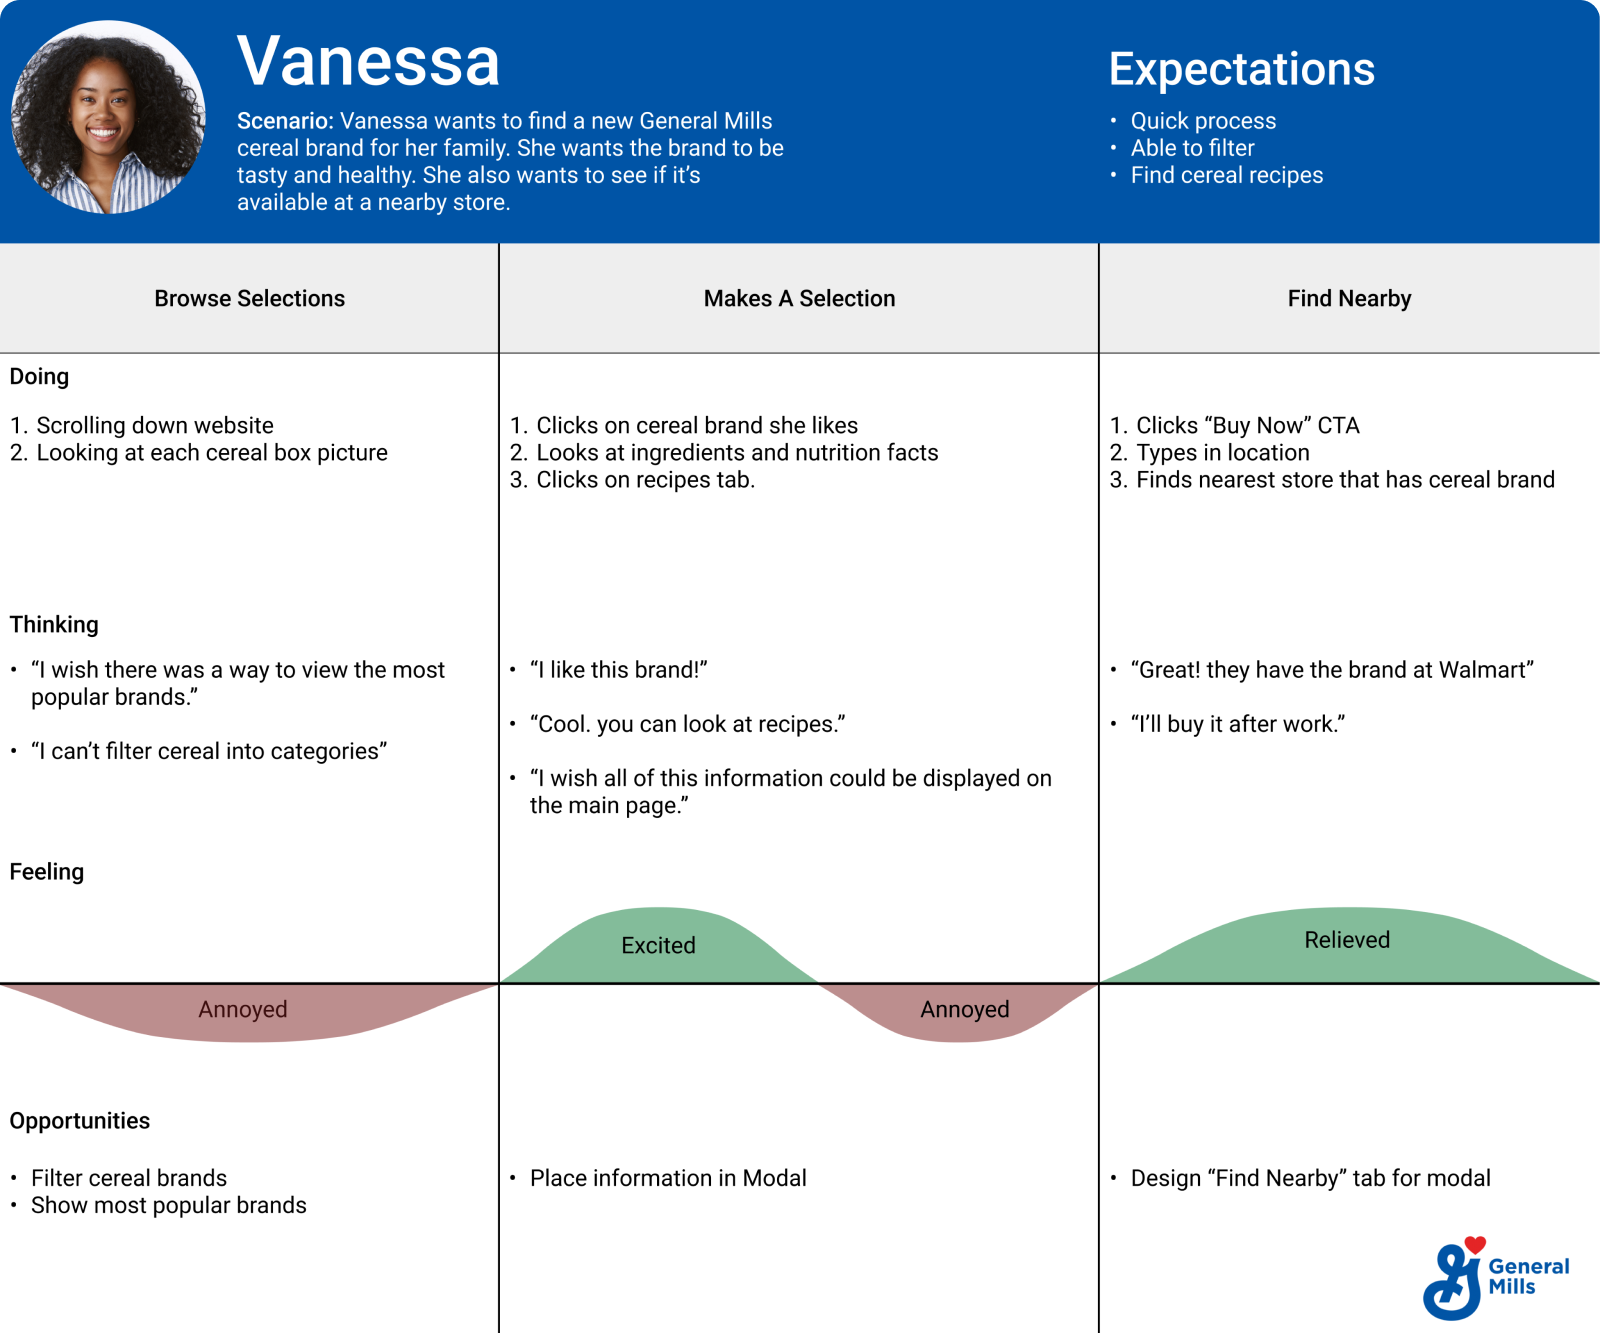 Vanessa
Scenario: Vanessa wants to find a new General Mills
cereal brand for her family. She wants the brand to be
tasty and healthy. She also wants to see if it’s
available at a nearby store.
Expectations
• Quick process
• Able to filter
• Find cereal recipes
Browse Selections
Makes A Selection
Find Nearby
Doing
1. Scrolling down website
2. Looking at each cereal box picture
1. Clicks on cereal brand she likes
2. Looks at ingredients and nutrition facts
3. Clicks on recipes tab.
1. Clicks “Buy Now” CTA
2. Types in location
3. Finds nearest store that has cereal brand
Thinking
• “I wish there was a way to view the most
popular brands.”
• “I can’t filter cereal into categories”
• “I like this brand!”
• “Cool. you can look at recipes.”
• “I wish all of this information could be displayed on
the main page.”
• “Great! they have the brand at Walmart”
• “I’ll buy it after work.”
Feeling
Annoyed
Excited
Annoyed
Relieved
Opportunities
• Filter cereal brands
• Show most popular brands
• Place information in Modal
• Design “Find Nearby” tab for modal
General
Mills